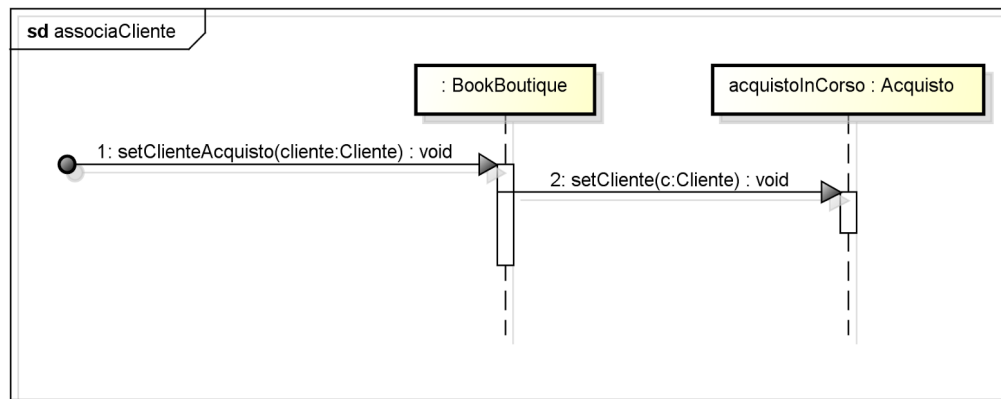 sd associaCliente
: BookBoutique
acquistoInCorso : Acquisto
1: setClienteAcquisto(cliente:Cliente) : void
2: setCliente(c:Cliente) : void